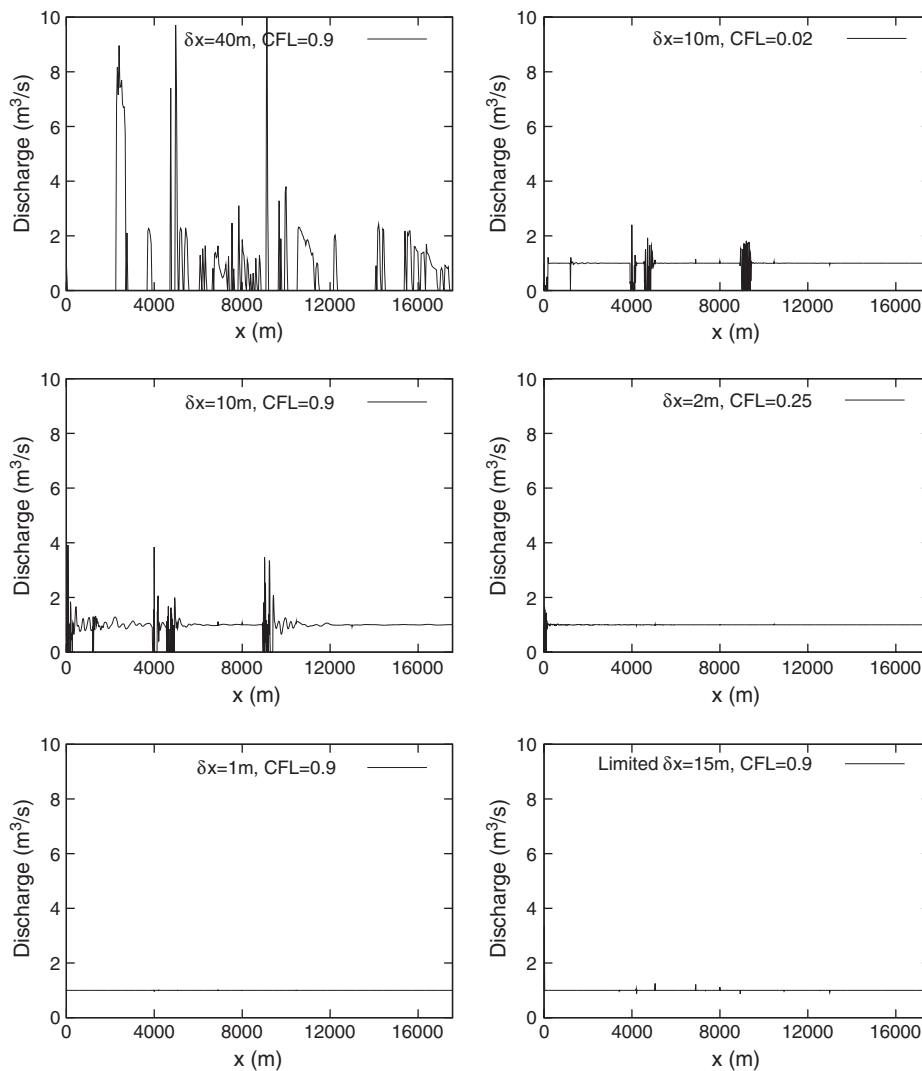 δx=40m, CFL=0.9
Discharge (m³/s)
10
8
6
4
2
0
0 4000 8000 12000 16000
x (m)
δx=10m, CFL=0.02
Discharge (m³/s)
10
8
6
4
2
0
0 4000 8000 12000 16000
x (m)
δx=10m, CFL=0.9
Discharge (m³/s)
10
8
6
4
2
0
0 4000 8000 12000 16000
x (m)
δx=2m, CFL=0.25
Discharge (m³/s)
10
8
6
4
2
0
0 4000 8000 12000 16000
x (m)
δx=1m, CFL=0.9
Discharge (m³/s)
10
8
6
4
2
0
0 4000 8000 12000 16000
x (m)
Limited δx=15m, CFL=0.9
Discharge (m³/s)
10
8
6
4
2
0
0 4000 8000 12000 16000
x (m)